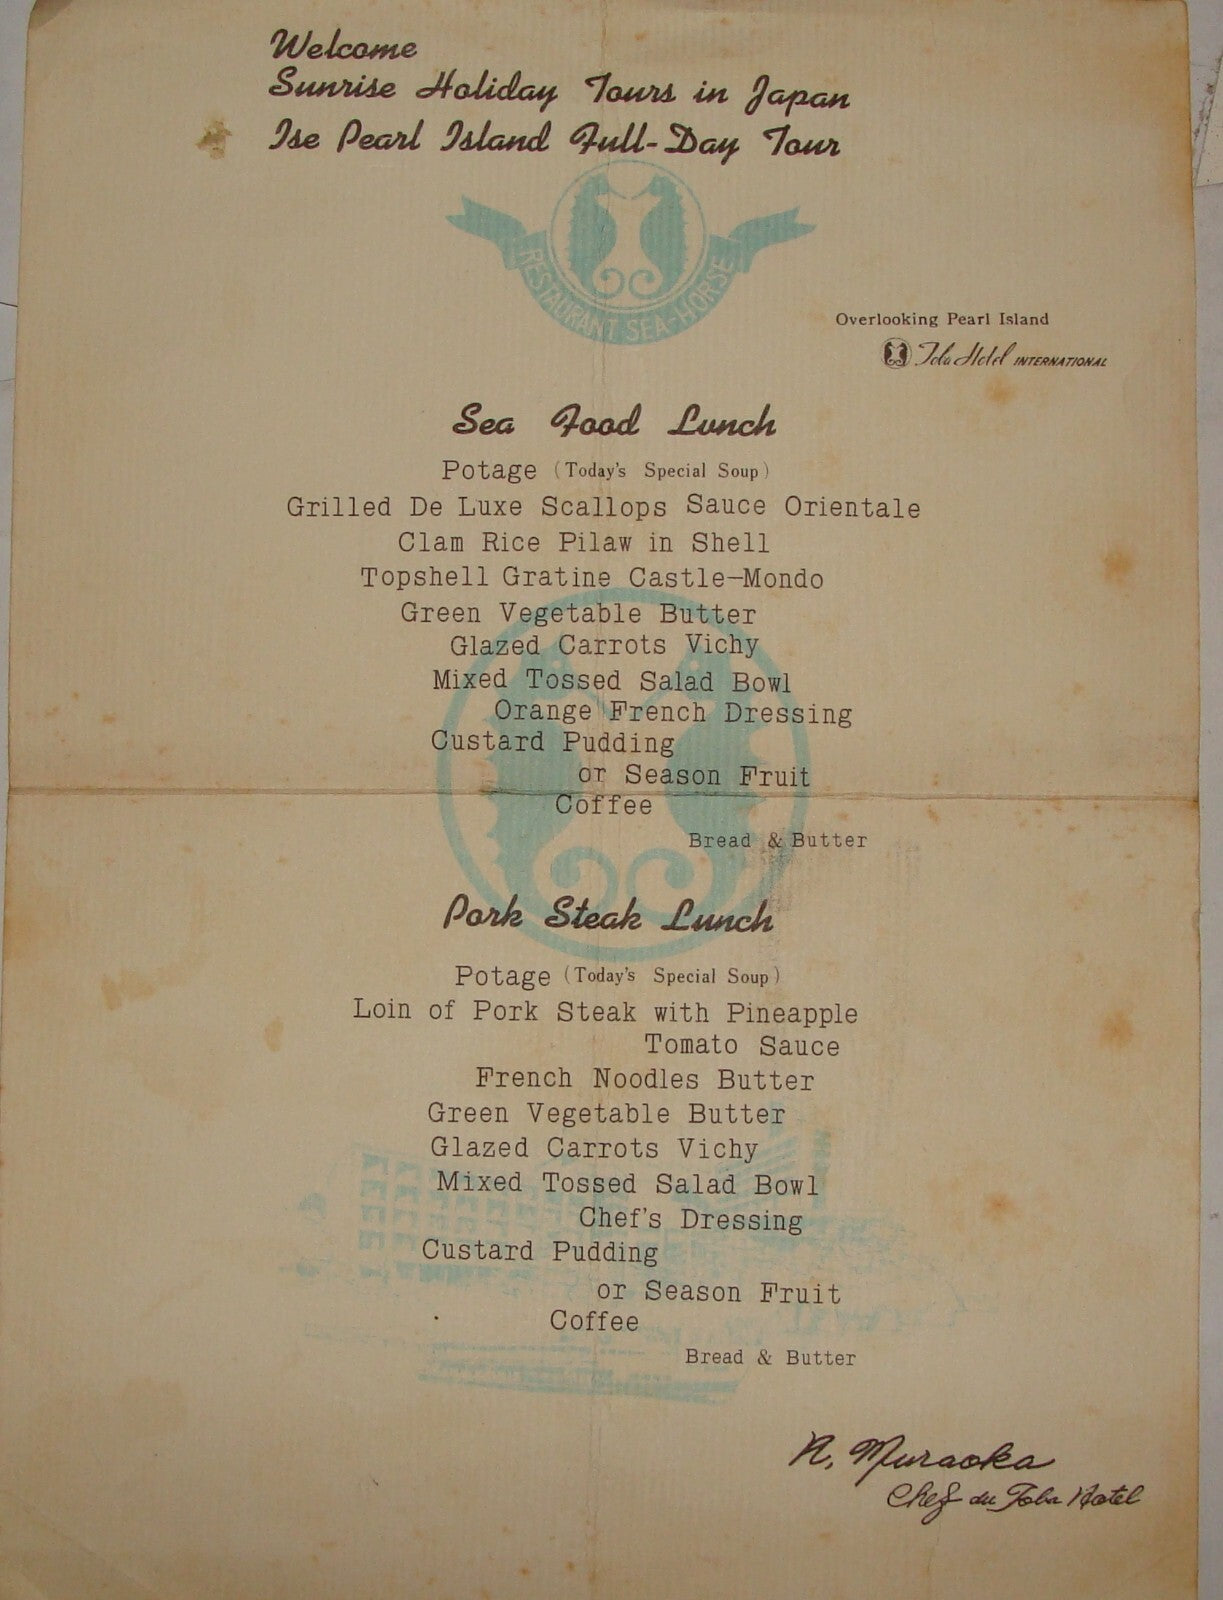 Welcome
Sunrise Holiday Tours in Japan
Ise Pearl Island Full-Day Tour
RESTAURANT SEA-HORSE
Overlooking Pearl Island
Toba Hotel INTERNATIONAL
Sea Food Lunch
Potage (Today's Special Soup)
Grilled De Luxe Scallops Sauce Orientale
Clam Rice Pilaw in Shell
Topshell Gratine Castle-Mondo
Green Vegetable Butter
Glazed Carrots Vichy
Mixed Tossed Salad Bowl
Orange French Dressing
Custard Pudding
or Season Fruit
Coffee
Bread & Butter
Pork Steak Lunch
Potage (Today's Special Soup)
Loin of Pork Steak with Pineapple
Tomato Sauce
French Noodles Butter
Green Vegetable Butter
Glazed Carrots Vichy
Mixed Tossed Salad Bowl
Chef's Dressing
Custard Pudding
or Season Fruit
Coffee
Bread & Butter
N. Muraoka
Chef du Toba Hotel